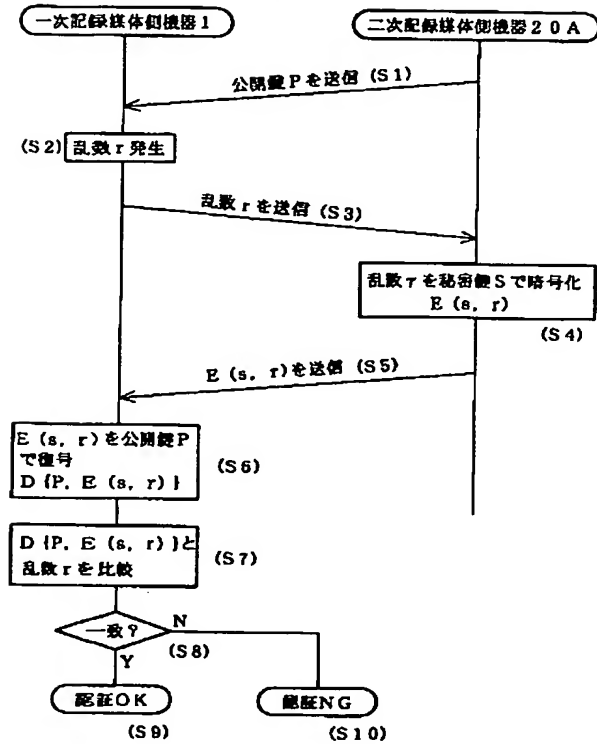 一次記録媒体側機器1
二次記録媒体側機器20A
公開鍵Pを送信(S1)
(S2)
乱数r発生
乱数rを送信(S3)
乱数rを秘密鍵Sで暗号化
E(s, r)
(S4)
E(s, r)を送信(S5)
E(s, r)を公開鍵P
で復号
D{P, E(s, r)}
(S6)
D{P, E(s, r)}と
乱数rを比較
(S7)
一致?
N
(S8)
Y
認証OK
認証NG
(S9)
(S10)